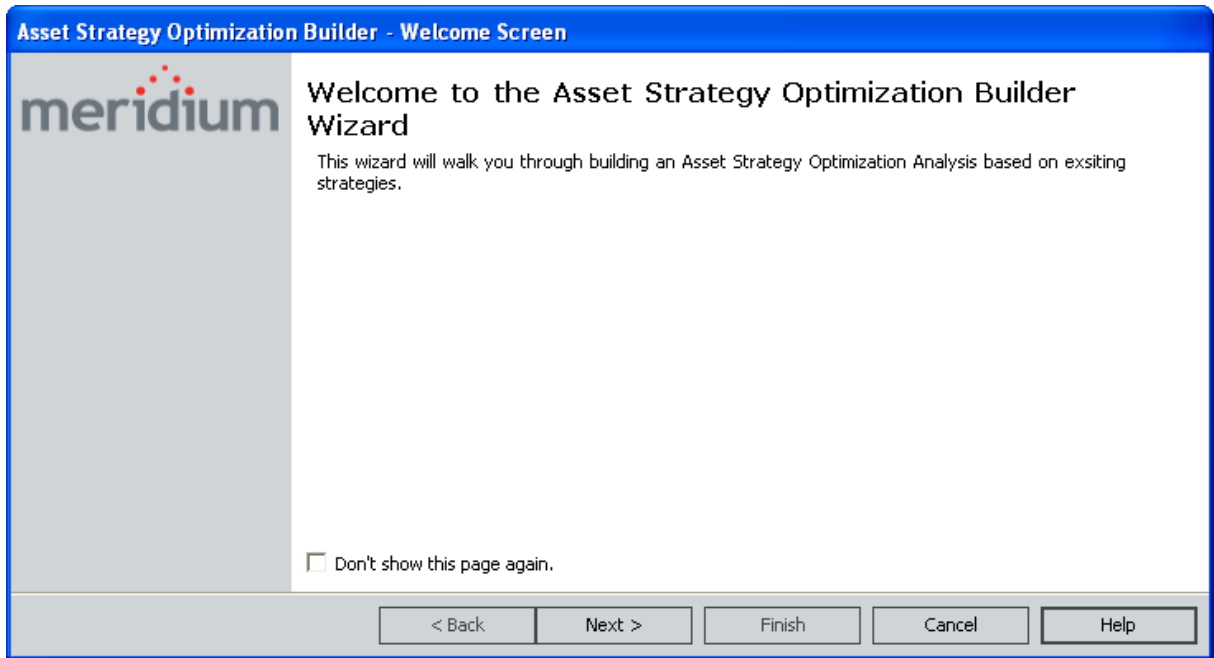 Asset Strategy Optimization Builder - Welcome Screen
meridium
Welcome to the Asset Strategy Optimization Builder
Wizard
This wizard will walk you through building an Asset Strategy Optimization Analysis based on exsiting
strategies.
Don't show this page again.
< Back
Next >
Finish
Cancel
Help